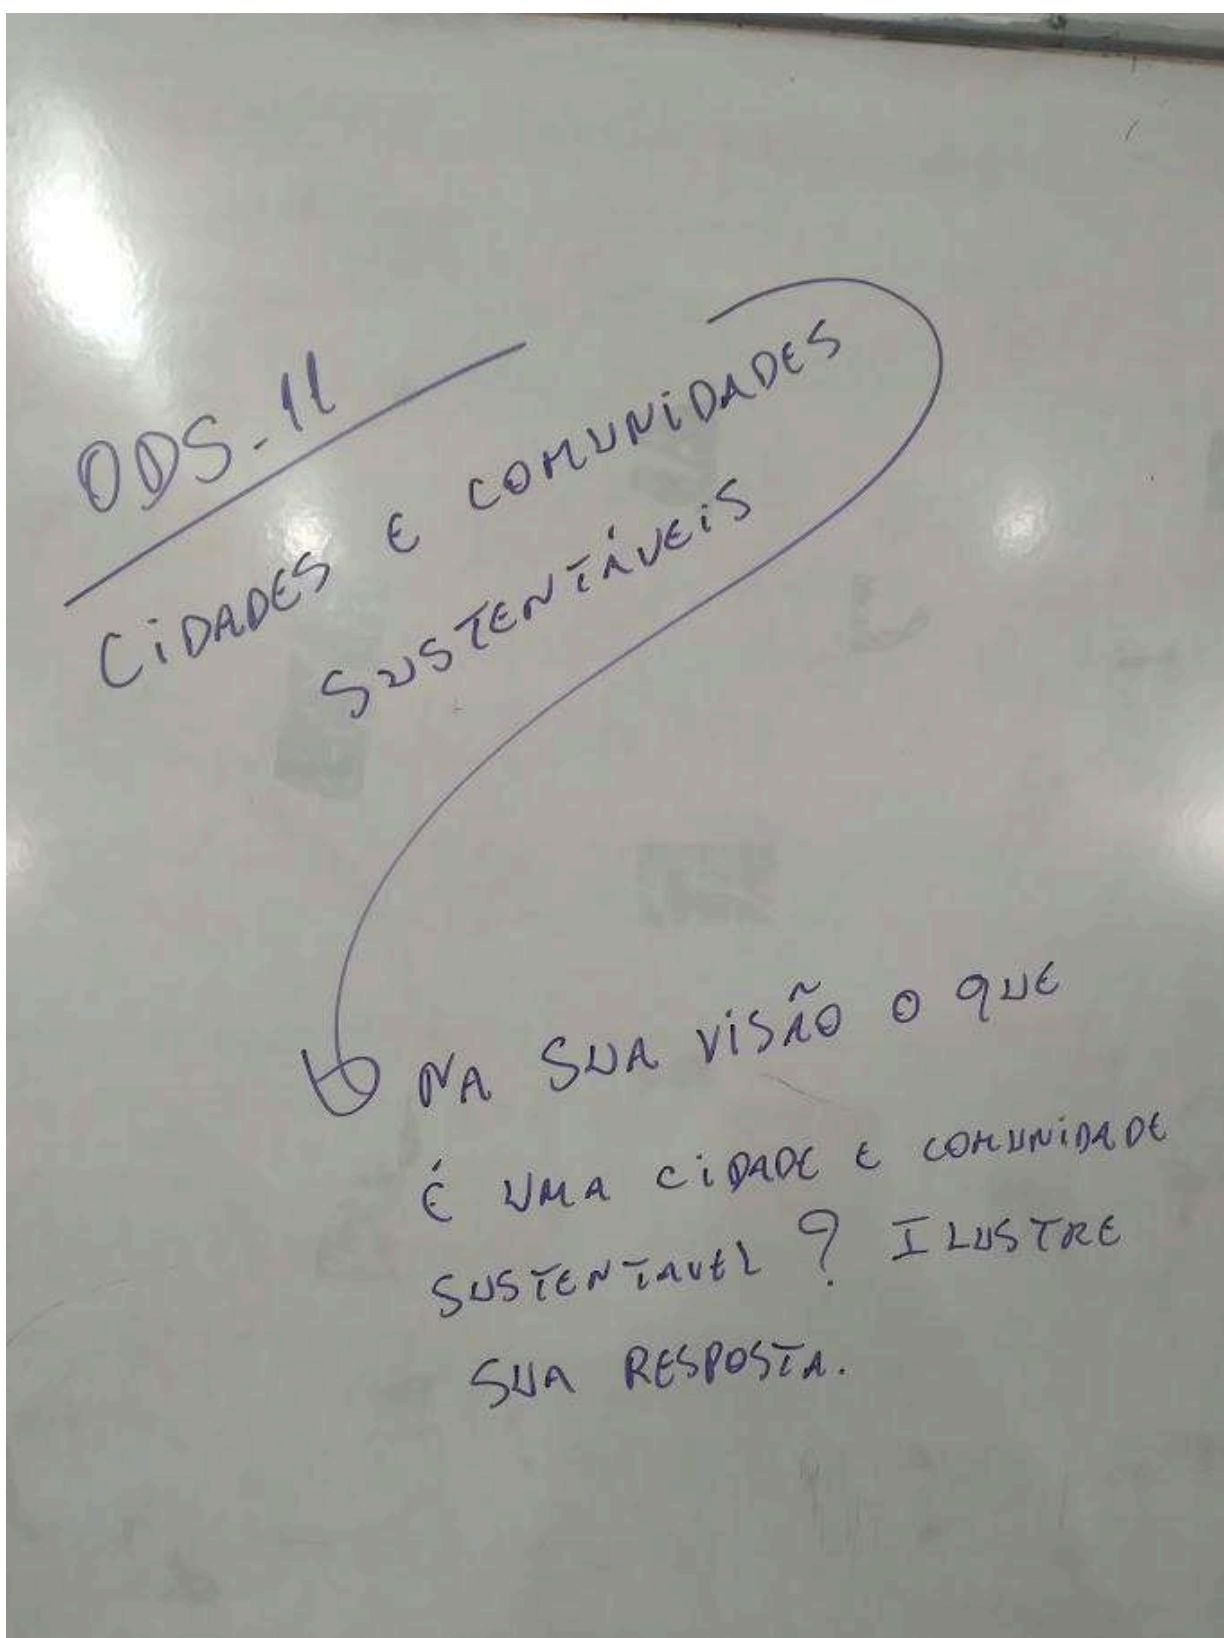 ODS-11
CIDADES E COMUNIDADES
SUSTENTÁVEIS
NA SUA VISÃO O QUE
É UMA CIDADE E COMUNIDADE
SUSTENTAVEL? ILUSTRE
SUA RESPOSTA.